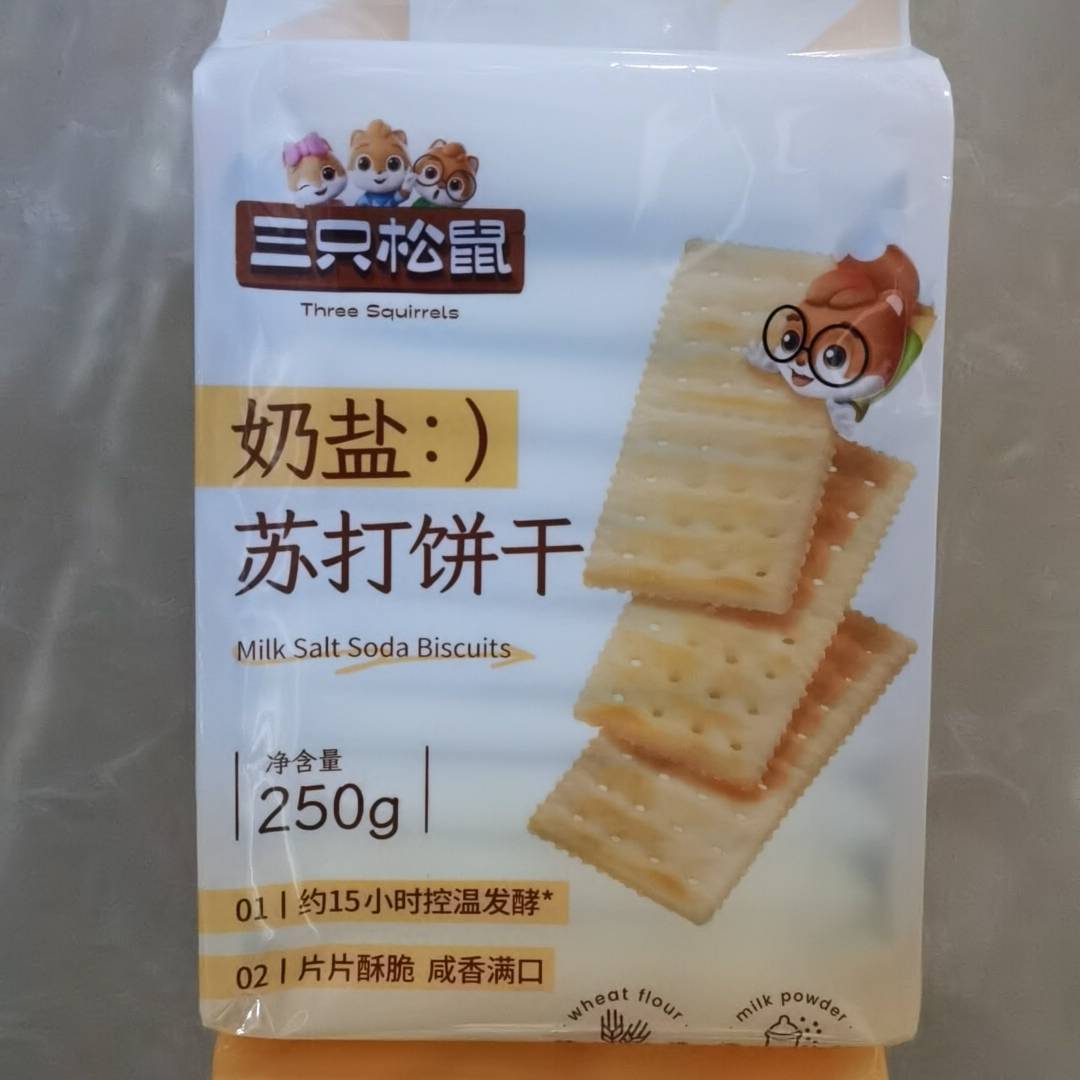 三只松鼠
Three Squirrels
奶盐:)
苏打饼干
Milk Salt Soda Biscuits
净含量
250g
01 | 约15小时控温发酵*
02 | 片片酥脆 咸香满口
wheat flour
milk powder